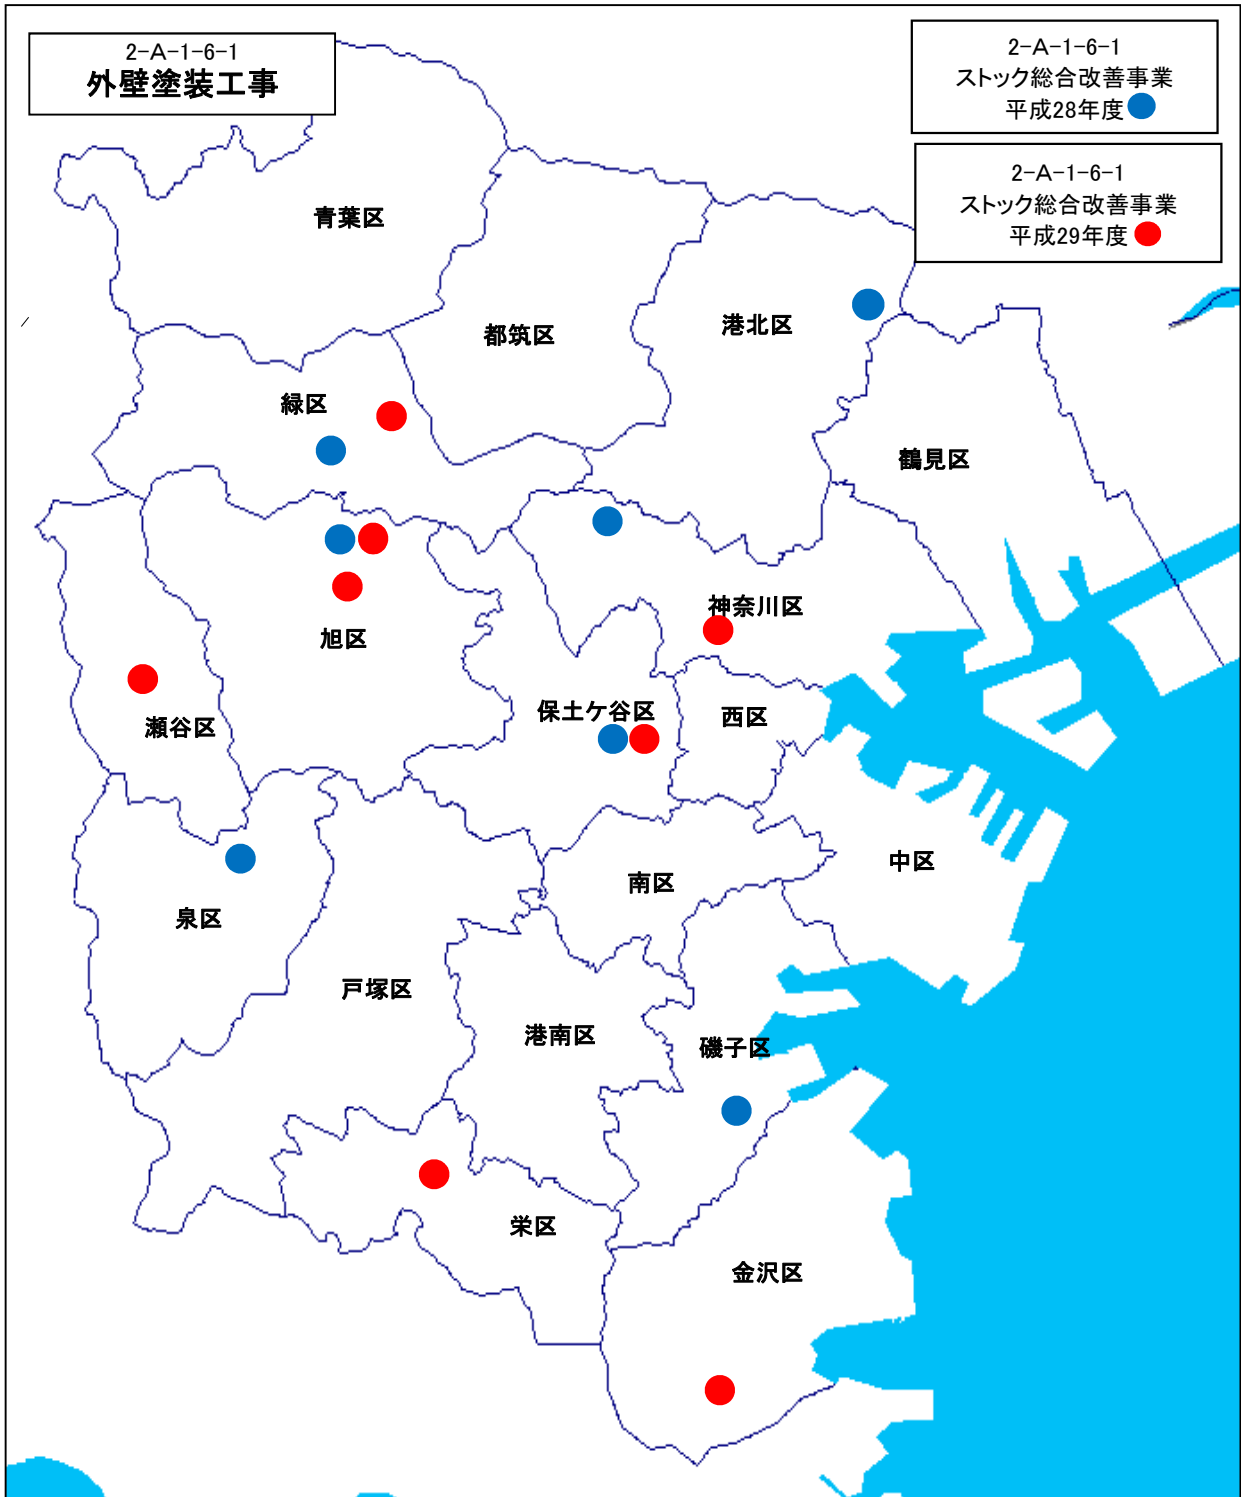 2-A-1-6-1
外壁塗装工事
2-A-1-6-1
ストック総合改善事業
平成28年度
2-A-1-6-1
ストック総合改善事業
平成29年度
青葉区
都筑区
港北区
緑区
鶴見区
神奈川区
旭区
保土ケ谷区
西区
瀬谷区
中区
南区
泉区
戸塚区
港南区
磯子区
栄区
金沢区